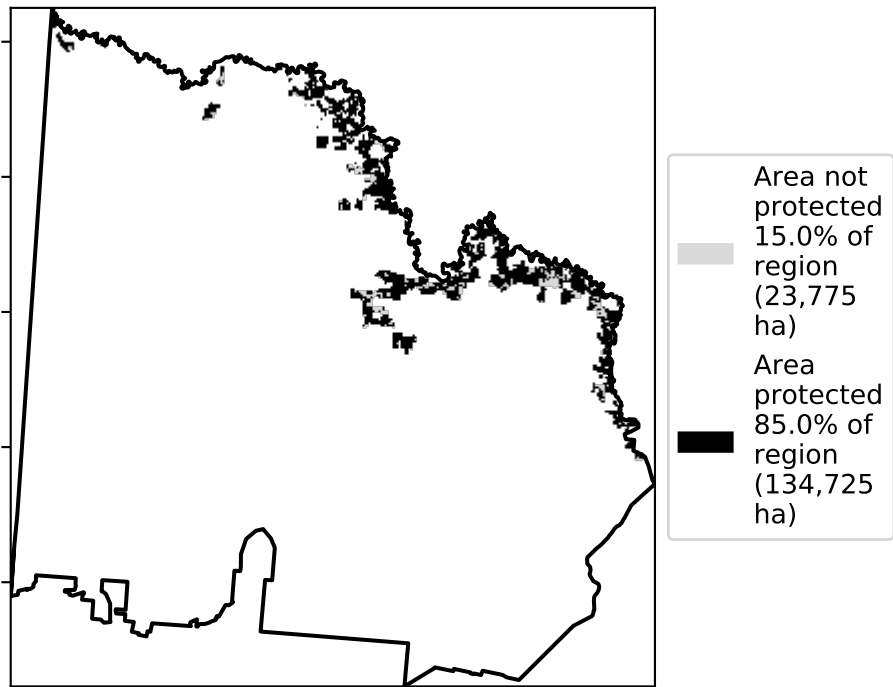 Area not
protected
15.0% of
region
(23,775
ha)
Area
protected
85.0% of
region
(134,725
ha)